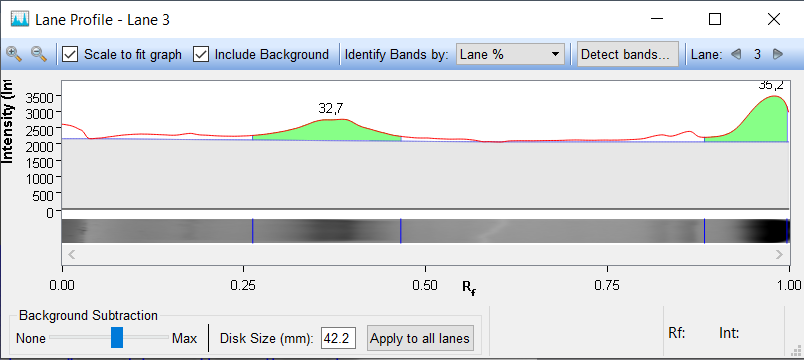 Lane Profile - Lane 3
Scale to fit graph Include Background Identify Bands by: Lane % Detect bands... Lane: 3
Intensity (In
3500
3000
2500
2000
1500
1000
500
0
32,7
35,2
0.00 0.25 0.50 Rf 0.75 1.00
Background Subtraction
None Max Disk Size (mm): 42.2 Apply to all lanes
Rf: Int: